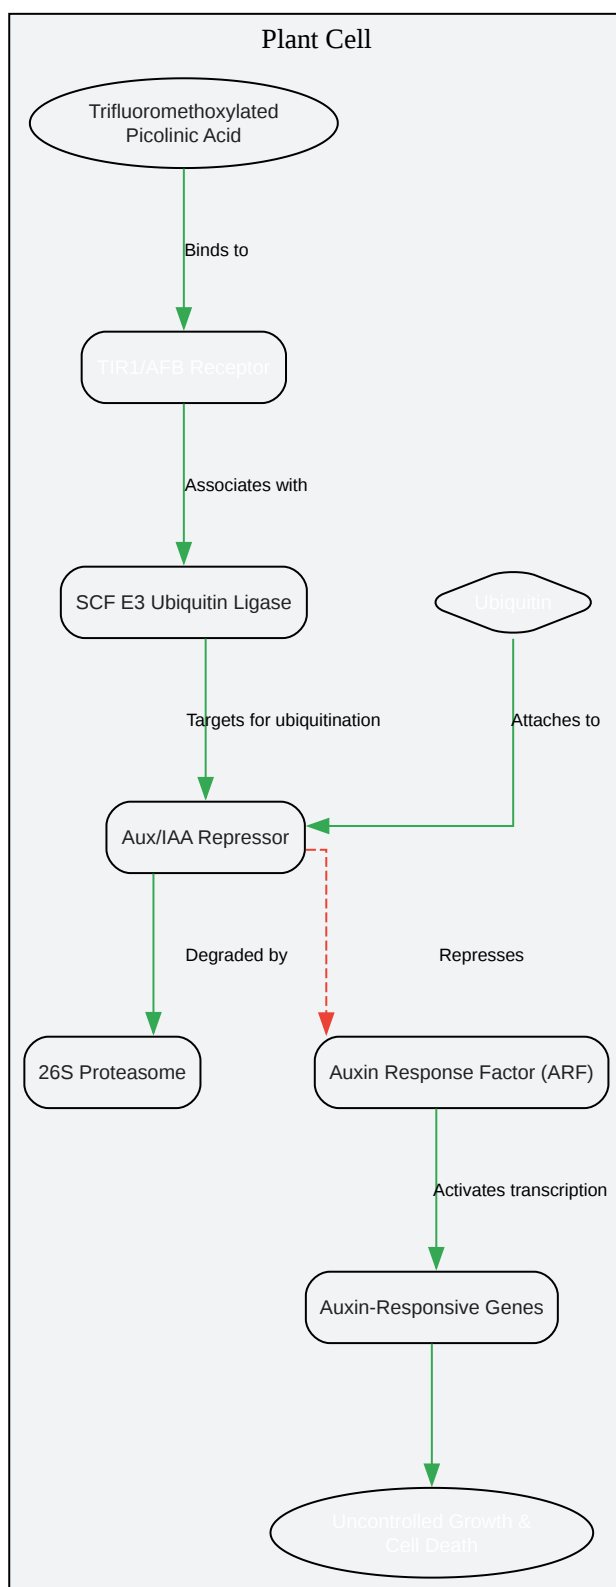 Plant Cell
Trifluoromethoxylated
Picolinic Acid
Binds to
TIR1/AFB Receptor
Associates with
SCF E3 Ubiquitin Ligase
Ubiquitin
Targets for ubiquitination
Attaches to
Aux/IAA Repressor
Degraded by
Represses
26S Proteasome
Auxin Response Factor (ARF)
Activates transcription
Auxin-Responsive Genes
Uncontrolled Growth &
Cell Death